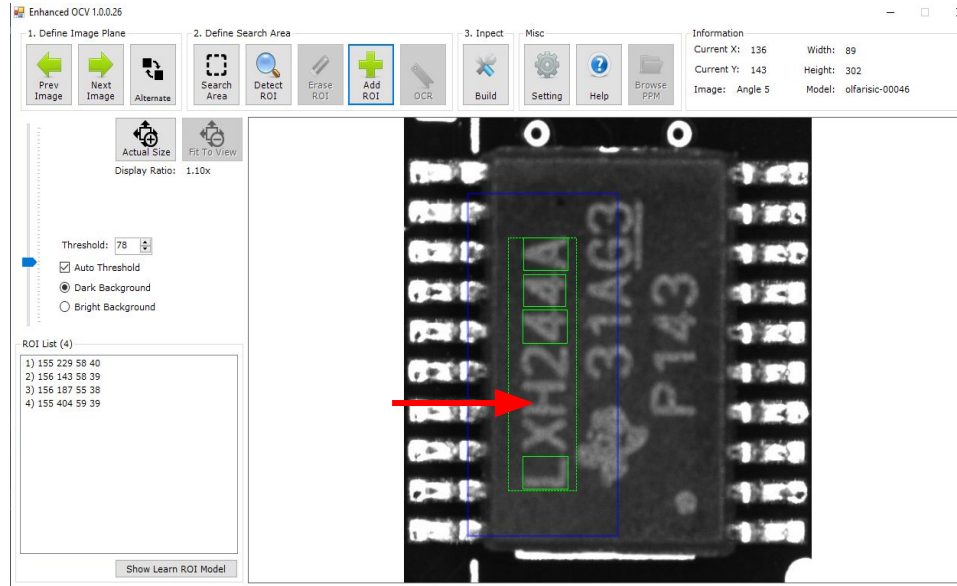 Enhanced OCV 1.0.0.26
1. Define Image Plane
2. Define Search Area
3. Inpect
Misc
Information
Prev Image
Next Image
Alternate
Search Area
Detect ROI
Erase ROI
Add ROI
OCR
Build
Setting
Help
Browse PPM
Current X: 136
Width: 89
Current Y: 143
Height: 302
Image: Angle 5
Model: olfarisic-00046
Actual Size
Fit To View
Display Ratio: 1.10x
Threshold: 78
Auto Threshold
Dark Background
Bright Background
ROI List (4)
1) 155 229 58 40
2) 156 143 58 39
3) 156 187 55 38
4) 155 404 59 39
Show Learn ROI Model
LXH244A
31AG3
P143